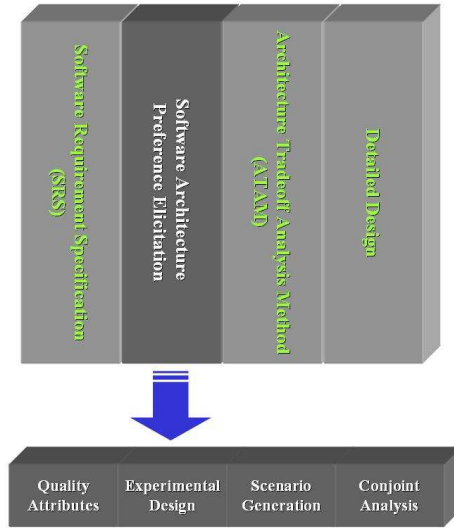 Software Requirement Specification
(SRS)
Software Architecture
Preference Elicitation
Architecture Tradeoff Analysis Method
(ATAM)
Detailed Design
Quality
Attributes
Experimental
Design
Scenario
Generation
Conjoint
Analysis